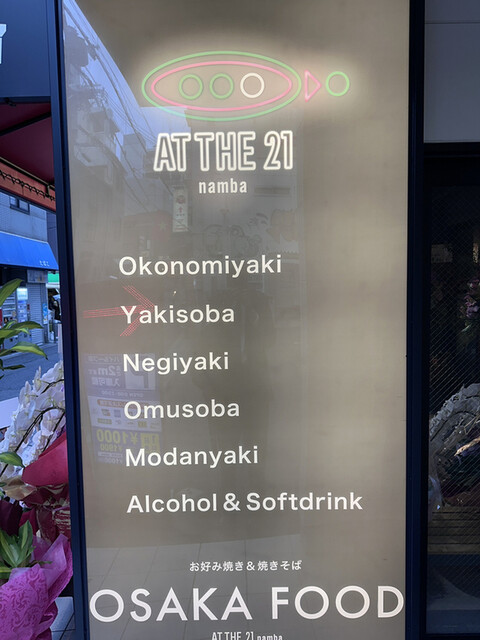 AT THE 21
namba
Okonomiyaki
Yakisoba
Negiyaki
Omusoba
Modanyaki
Alcohol & Softdrink
お好み焼き&焼きそば
OSAKA FOOD
AT THE 21 namba